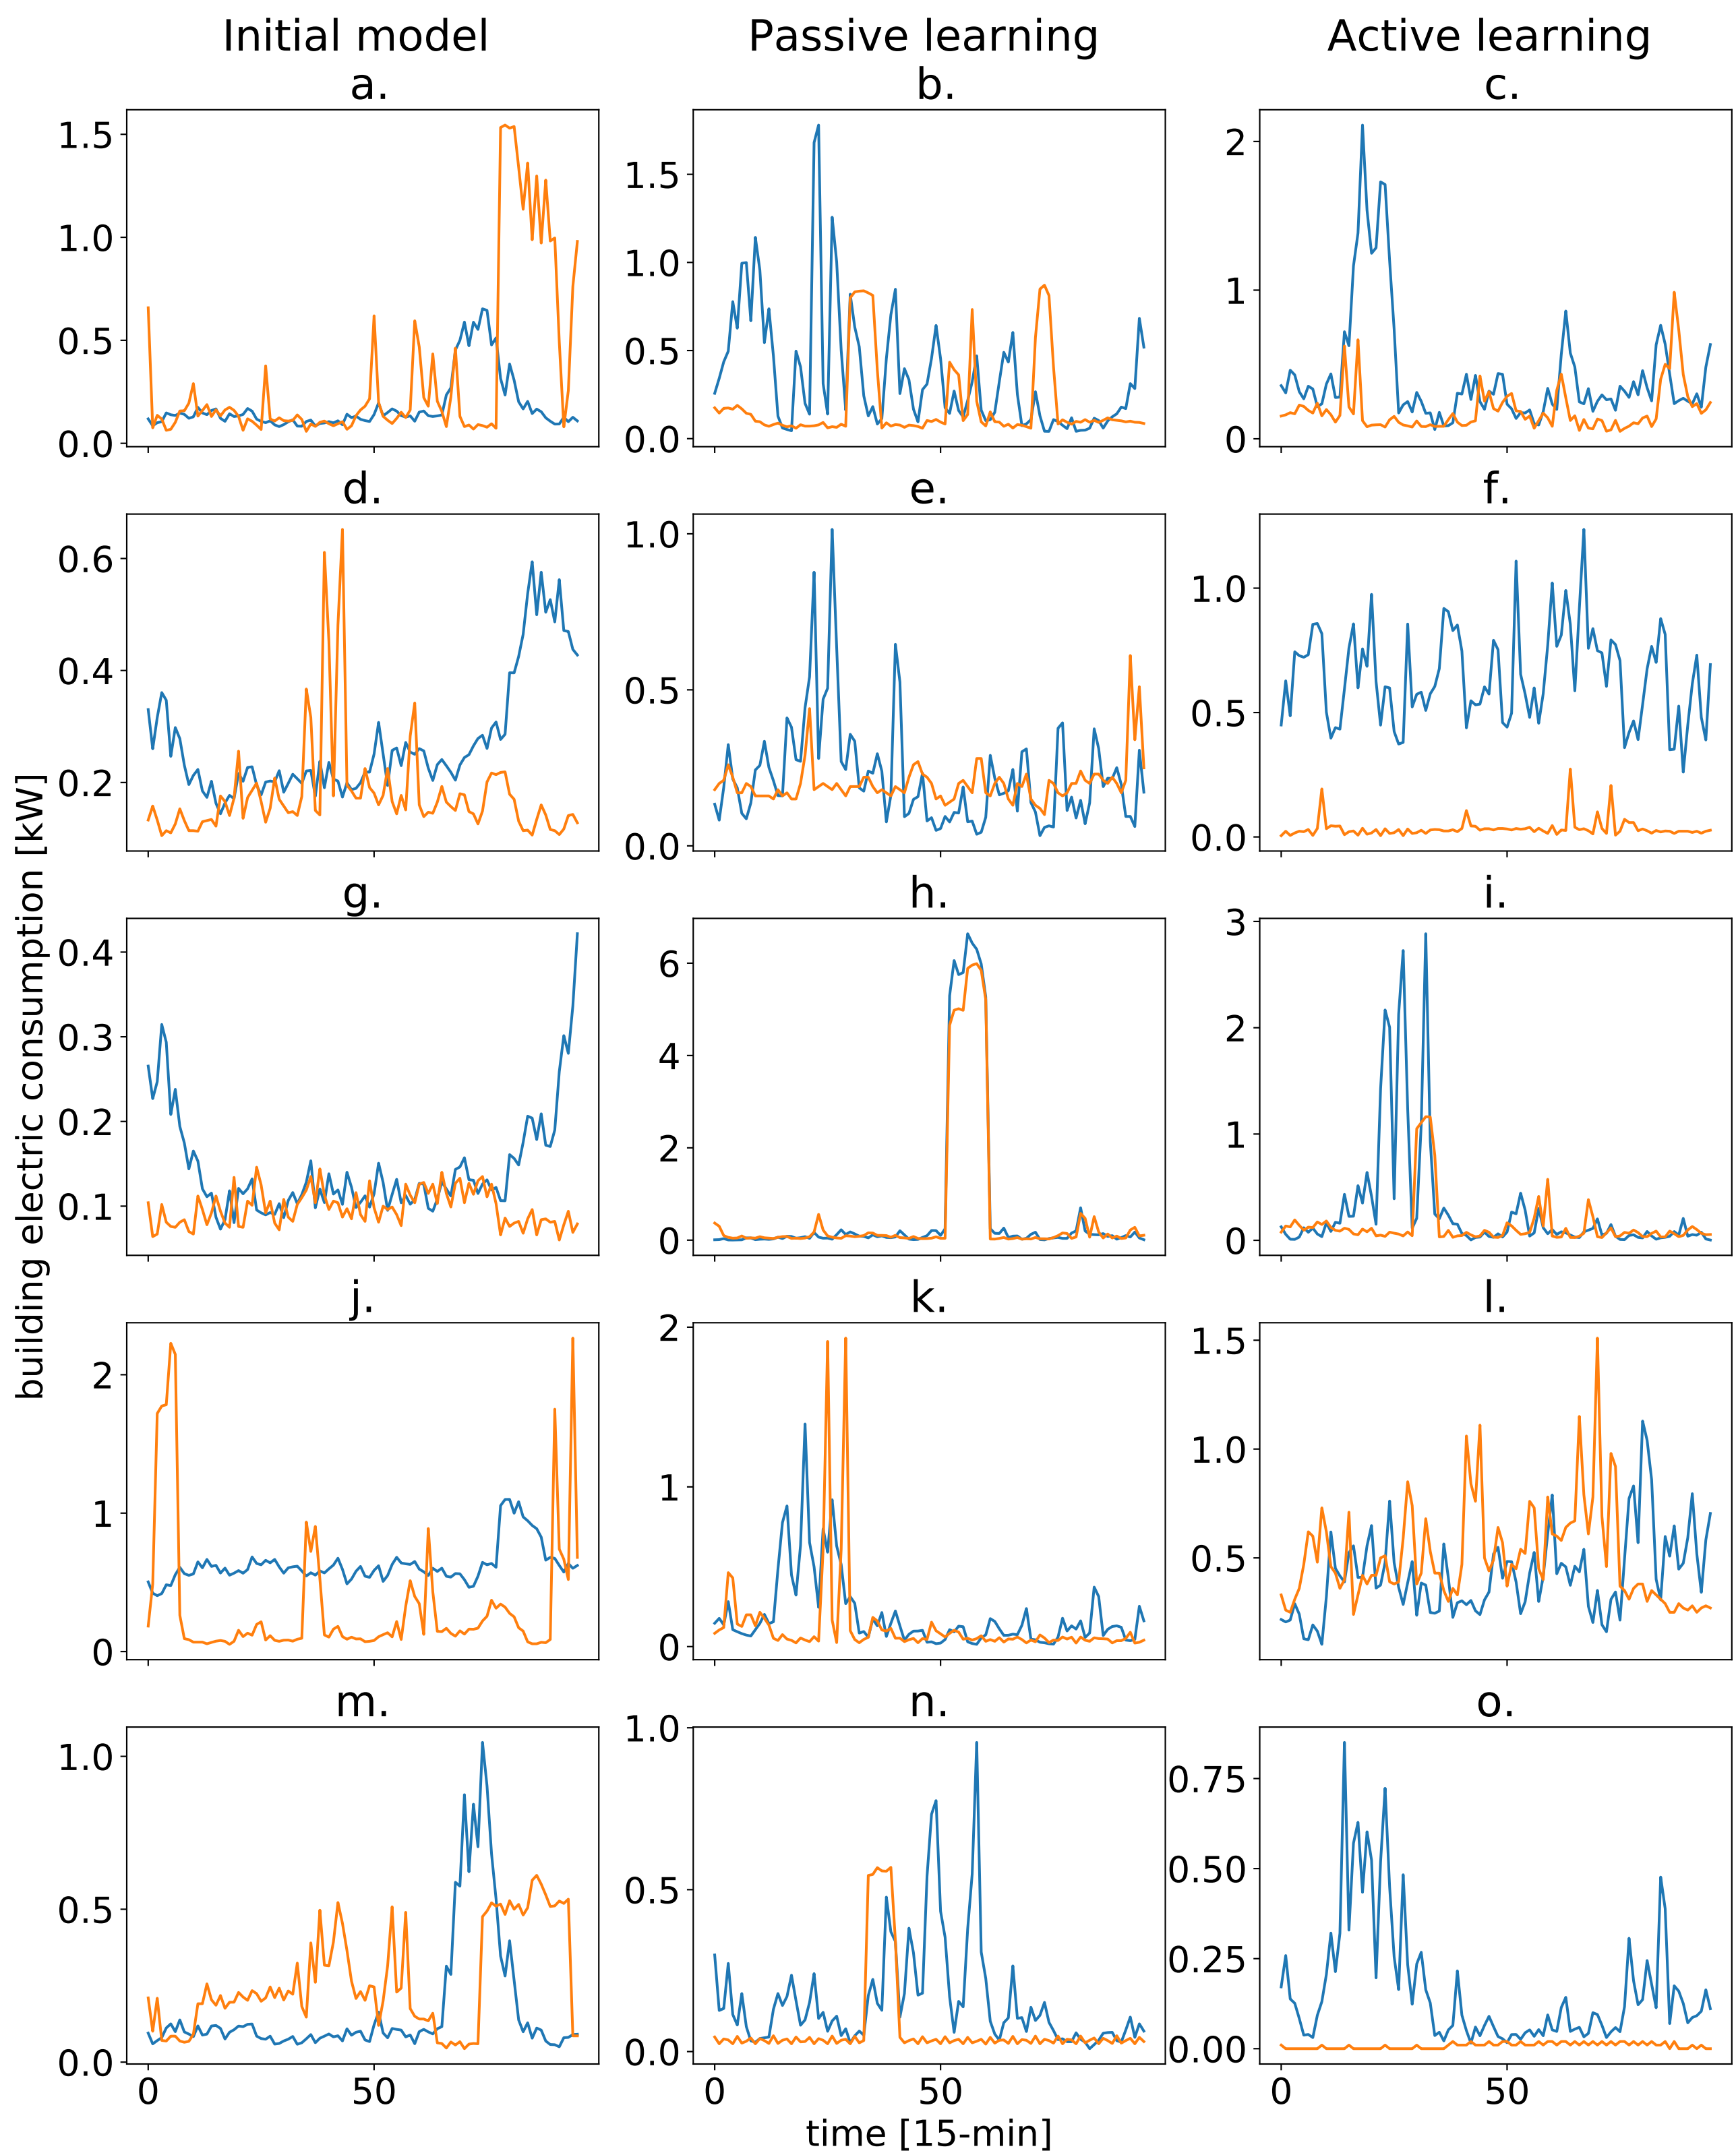 Initial model Passive learning Active learning
a. b. c.
1.5 1.0 0.5 0.0
1.5 1.0 0.5 0.0
2 1 0
d. e. f.
0.6 0.4 0.2
1.0 0.5 0.0
1.0 0.5 0.0
building electric consumption [kW]
g. h. i.
0.4 0.3 0.2 0.1
6 4 2 0
3 2 1 0
j. k. l.
2 1 0
2 1 0
1.5 1.0 0.5
m. n. o.
1.0 0.5 0.0
1.0 0.5 0.0
0.75 0.50 0.25 0.00
0 50 0 50 0 50
time [15-min]